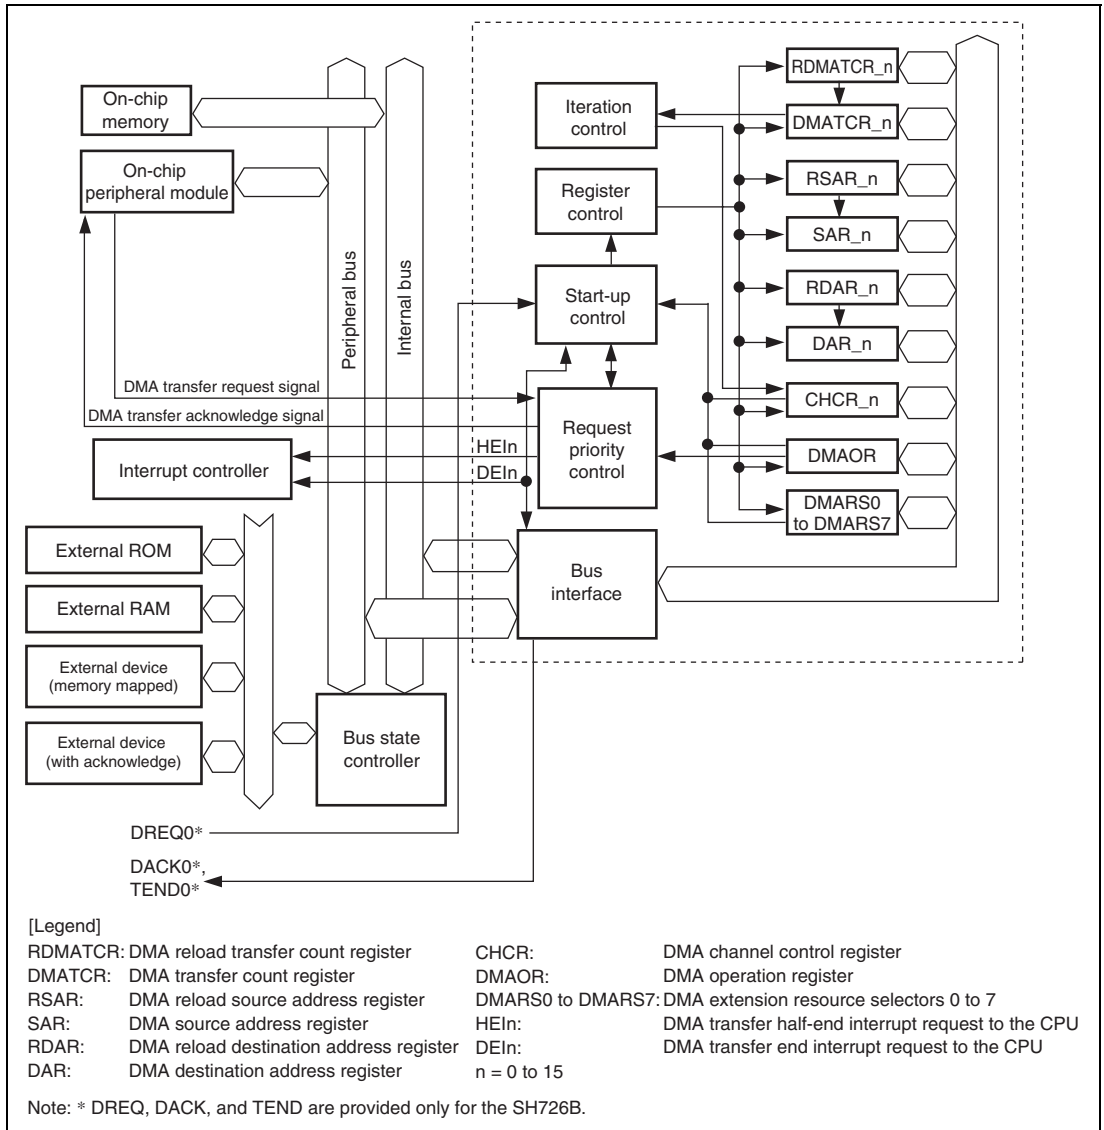 On-chip
memory
On-chip
peripheral module
Peripheral bus
Internal bus
DMA transfer request signal
DMA transfer acknowledge signal
Interrupt controller
HEIn
DEIn
External ROM
External RAM
External device
(memory mapped)
External device
(with acknowledge)
Bus state
controller
Iteration
control
Register
control
Start-up
control
Request
priority
control
Bus
interface
RDMATCR_n
DMATCR_n
RSAR_n
SAR_n
RDAR_n
DAR_n
CHCR_n
DMAOR
DMARS0
to DMARS7
DREQ0*
DACK0*,
TEND0*
[Legend]
RDMATCR: DMA reload transfer count register
DMATCR: DMA transfer count register
RSAR: DMA reload source address register
SAR: DMA source address register
RDAR: DMA reload destination address register
DAR: DMA destination address register
CHCR: DMA channel control register
DMAOR: DMA operation register
DMARS0 to DMARS7: DMA extension resource selectors 0 to 7
HEIn: DMA transfer half-end interrupt request to the CPU
DEIn: DMA transfer end interrupt request to the CPU
n = 0 to 15
Note: * DREQ, DACK, and TEND are provided only for the SH726B.